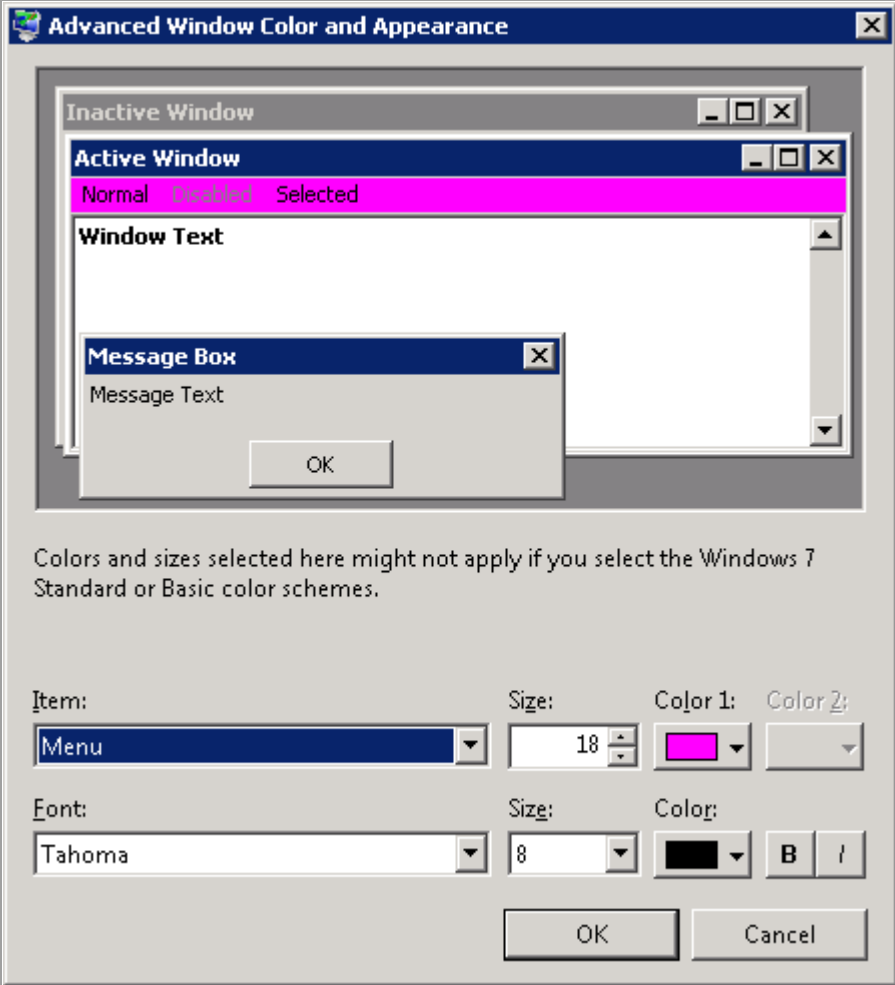 Advanced Window Color and Appearance
Inactive Window
Active Window
Normal Disabled Selected
Window Text
Message Box
Message Text
OK
Colors and sizes selected here might not apply if you select the Windows 7
Standard or Basic color schemes.
Item: Size: Color 1: Color 2:
Menu 18
Font: Size: Color:
Tahoma 8 B I
OK Cancel